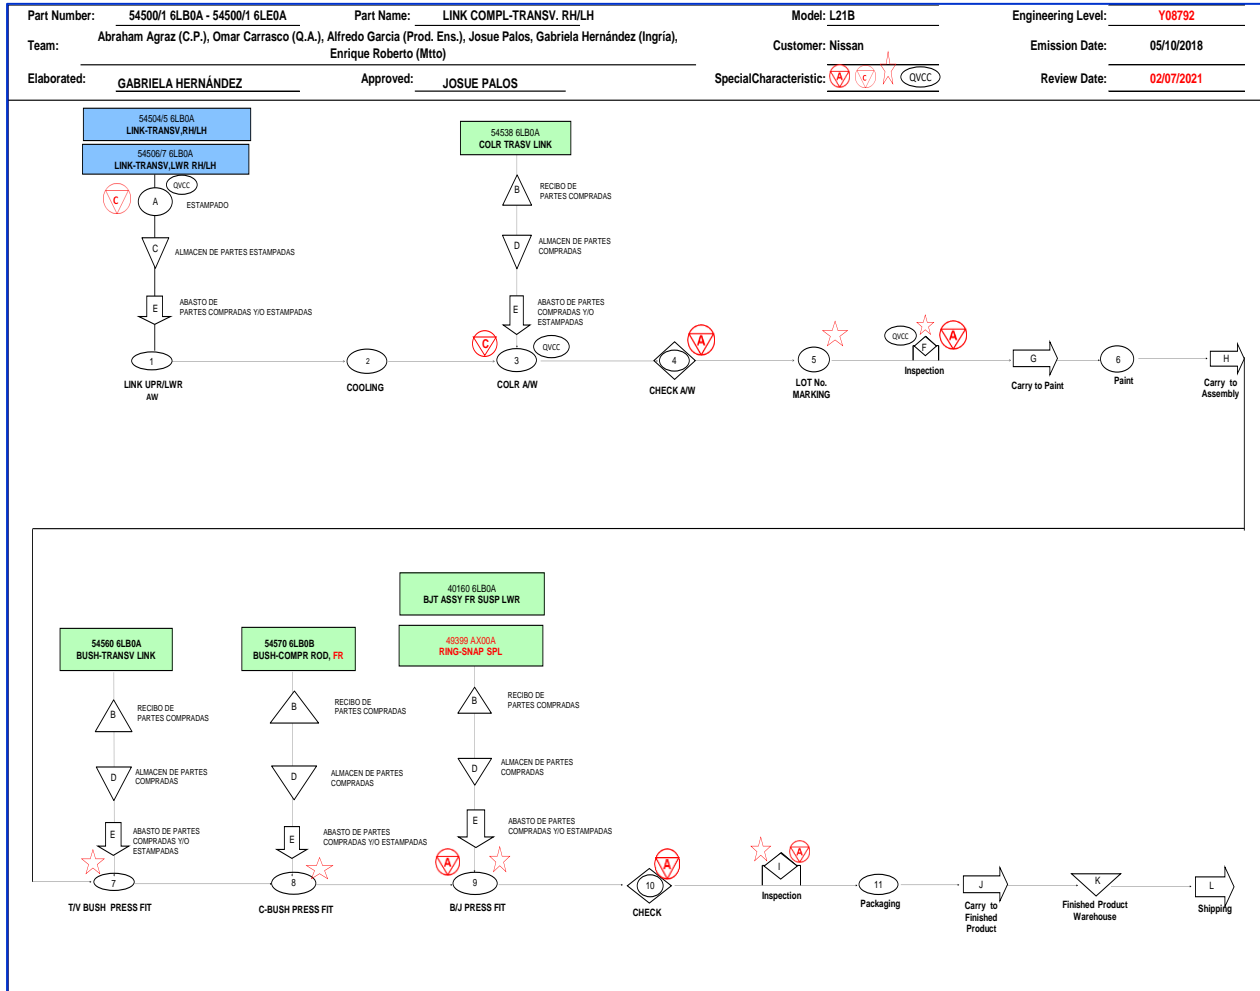 Part Number: 54500/1 6LB0A - 54500/1 6LE0A Part Name: LINK COMPL-TRANSV. RH/LH Model: L21B Engineering Level: Y08792
Team: Abraham Agraz (C.P.), Omar Carrasco (Q.A.), Alfredo Garcia (Prod. Ens.), Josue Palos, Gabriela Hernández (Ingría),
Enrique Roberto (Mtto)
Customer: Nissan Emission Date: 05/10/2018
Elaborated: GABRIELA HERNÁNDEZ Approved: JOSUE PALOS SpecialCharacteristic: A C QVCC Review Date: 02/07/2021
54504/5 6LB0A
LINK-TRANSV,RH/LH
54506/7 6LB0A
LINK-TRANSV,LWR RH/LH
QVCC
C
A
ESTAMPADO
C
ALMACEN DE PARTES ESTAMPADAS
E
ABASTO DE
PARTES COMPRADAS Y/O ESTAMPADAS
54538 6LB0A
COLR TRASV LINK
B
RECIBO DE
PARTES COMPRADAS
D
ALMACEN DE PARTES
COMPRADAS
E
ABASTO DE PARTES
COMPRADAS Y/O
ESTAMPADAS
1
LINK UPR/LWR
AW
2
COOLING
C
3
QVCC
COLR A/W
4
A
CHECK A/W
5
LOT No.
MARKING
QVCC
F
A
Inspection
G
Carry to Paint
6
Paint
H
Carry to
Assembly
54560 6LB0A
BUSH-TRANSV LINK
B
RECIBO DE
PARTES COMPRADAS
D
ALMACEN DE PARTES
COMPRADAS
E
ABASTO DE PARTES
COMPRADAS Y/O
ESTAMPADAS
7
T/V BUSH PRESS FIT
54570 6LB0B
BUSH-COMPR ROD, FR
B
RECIBO DE
PARTES COMPRADAS
D
ALMACEN DE PARTES
COMPRADAS
E
ABASTO DE PARTES
COMPRADAS Y/O ESTAMPADAS
8
C-BUSH PRESS FIT
40160 6LB0A
BJT ASSY FR SUSP LWR
49399 AX00A
RING-SNAP SPL
B
RECIBO DE
PARTES COMPRADAS
D
ALMACEN DE PARTES
COMPRADAS
E
ABASTO DE PARTES
COMPRADAS Y/O ESTAMPADAS
A
9
B/J PRESS FIT
A
10
CHECK
I
A
Inspection
11
Packaging
J
Carry to
Finished
Product
K
Finished Product
Warehouse
L
Shipping